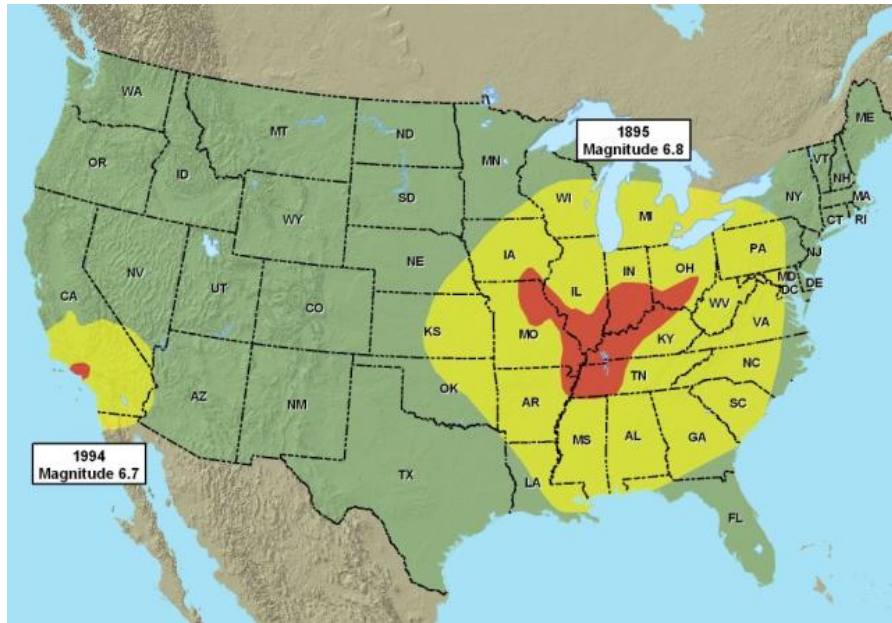 WA
MT
ND
MN
ME
OR
ID
SD
WY
WI
MI
VT
NH
NY
MA
CT
RI
1895
Magnitude 6.8
NV
UT
CO
NE
IA
IL
IN
OH
PA
NJ
MD
DE
DC
WV
VA
CA
KS
MO
KY
NC
TN
AZ
NM
OK
AR
SC
MS
AL
GA
TX
LA
FL
1994
Magnitude 6.7